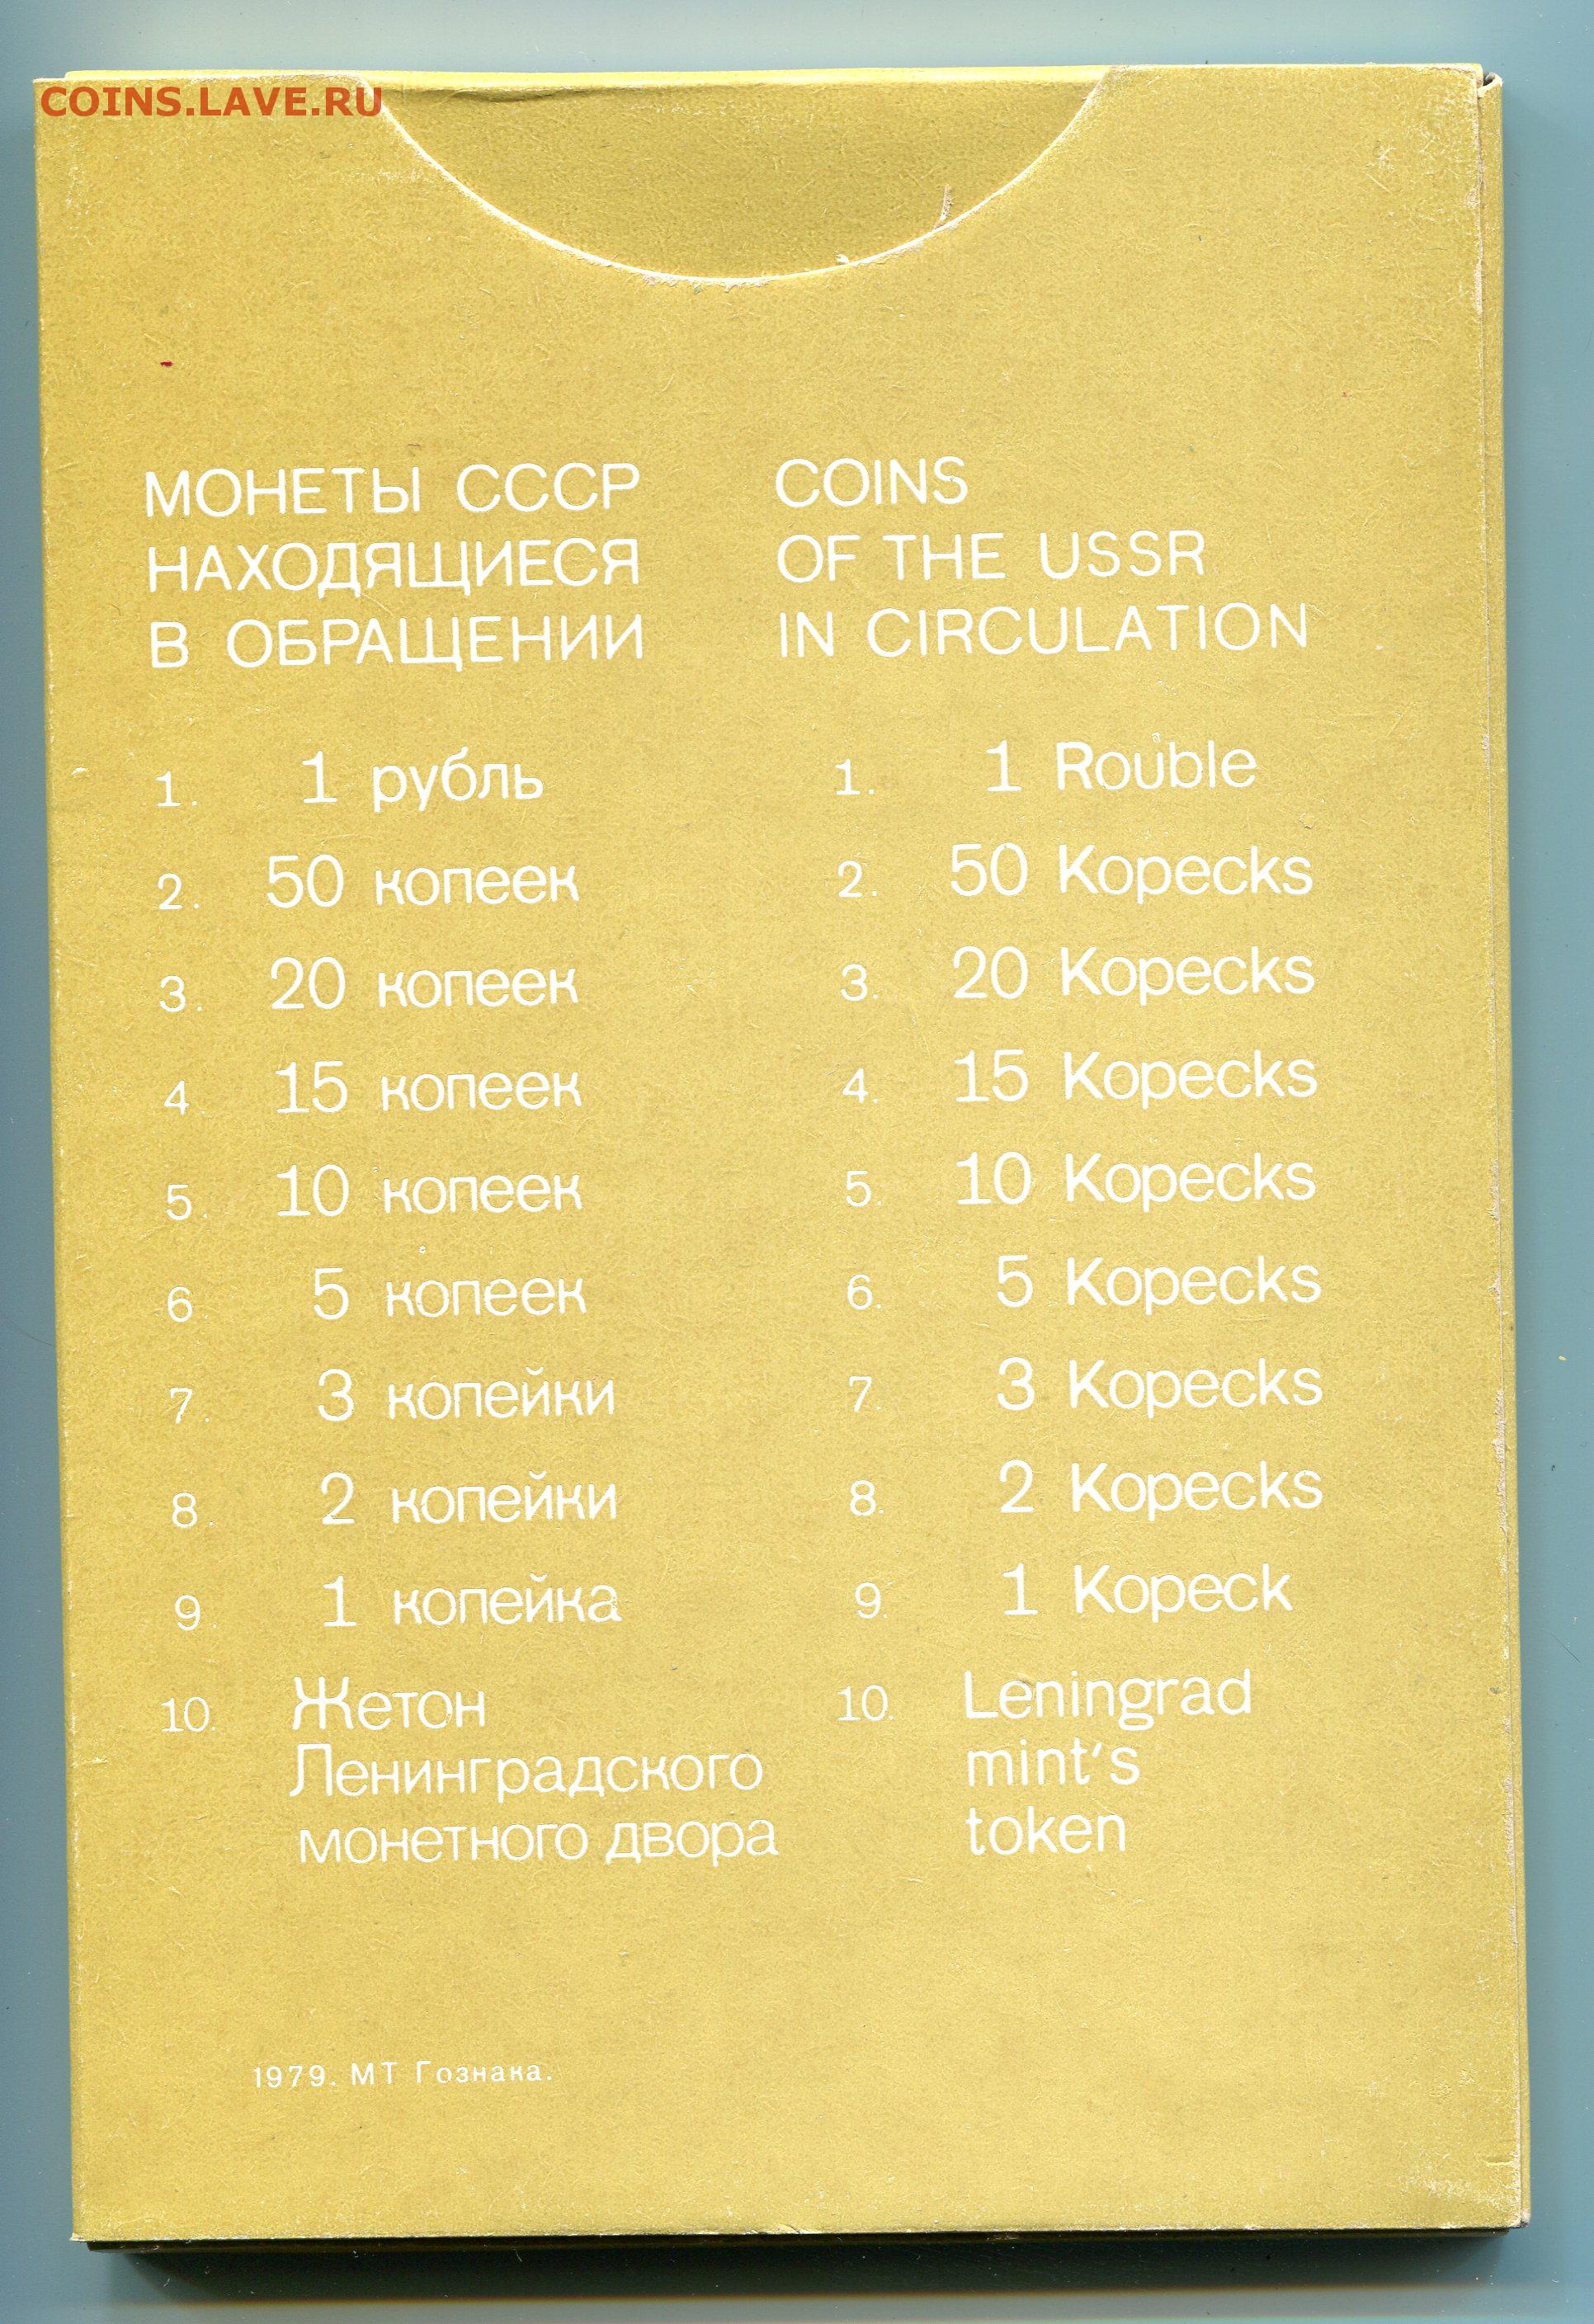 COINS.LAVE.RU
МОНЕТЫ СССР
НАХОДЯЩИЕСЯ
В ОБРАЩЕНИИ
1. 1 рубль
2. 50 копеек
3. 20 копеек
4. 15 копеек
5. 10 копеек
6. 5 копеек
7. 3 копейки
8. 2 копейки
9. 1 копейка
10. Жетон
Ленинградского
монетного двора
COINS
OF THE USSR
IN CIRCULATION
1. 1 Rouble
2. 50 Kopecks
3. 20 Kopecks
4. 15 Kopecks
5. 10 Kopecks
6. 5 Kopecks
7. 3 Kopecks
8. 2 Kopecks
9. 1 Kopeck
10. Leningrad
mint's
token
1979. МТ Гознака.